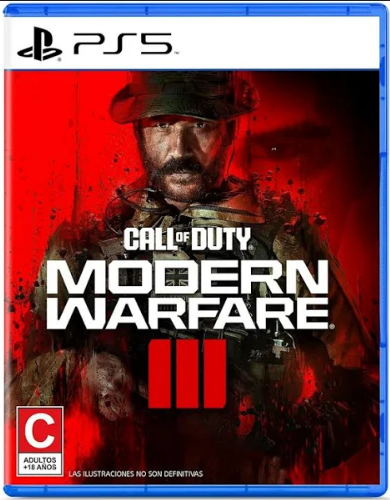 PS5
CALL OF DUTY
MODERN
WARFARE
III
C
ADULTOS
+18 AÑOS
LAS ILUSTRACIONES NO SON DEFINITIVAS